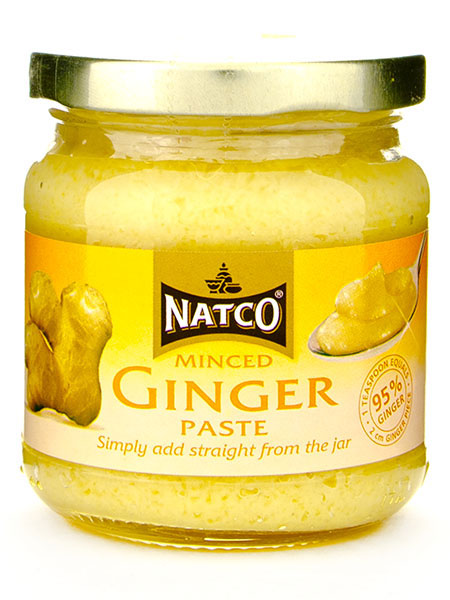 NATCO®
MINCED
GINGER
PASTE
Simply add straight from the jar
1 TEASPOON EQUALS
95%
GINGER
2 cm GINGER PIECE